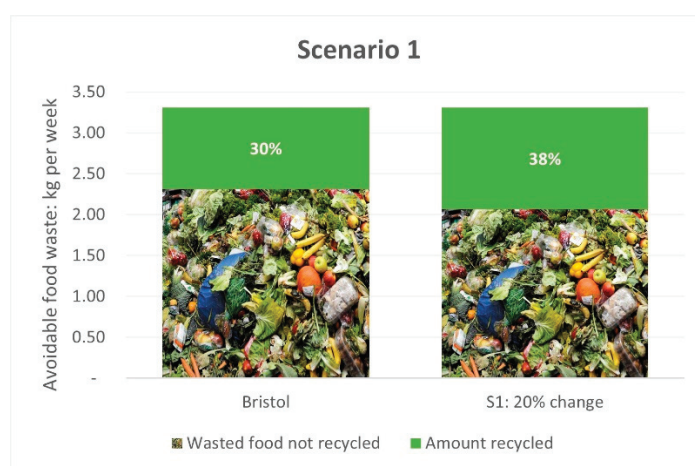 Scenario 1
Avoidable food waste: kg per week
3.50
3.00
2.50
2.00
1.50
1.00
0.50
-
30%
38%
Bristol
S1: 20% change
Wasted food not recycled
Amount recycled